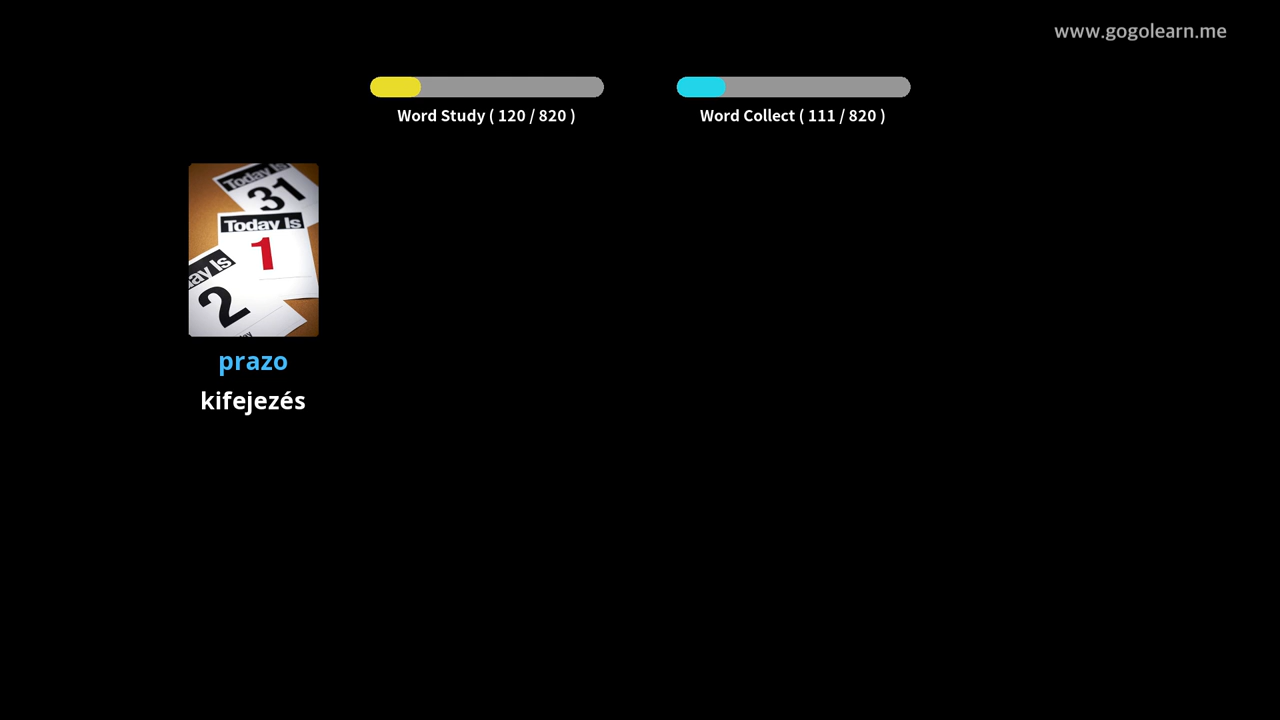 www.gogolearn.me
Word Study ( 120 / 820 )
Word Collect ( 111 / 820 )
Today Is
31
Today Is
1
ay Is
2
prazo
kifejezés